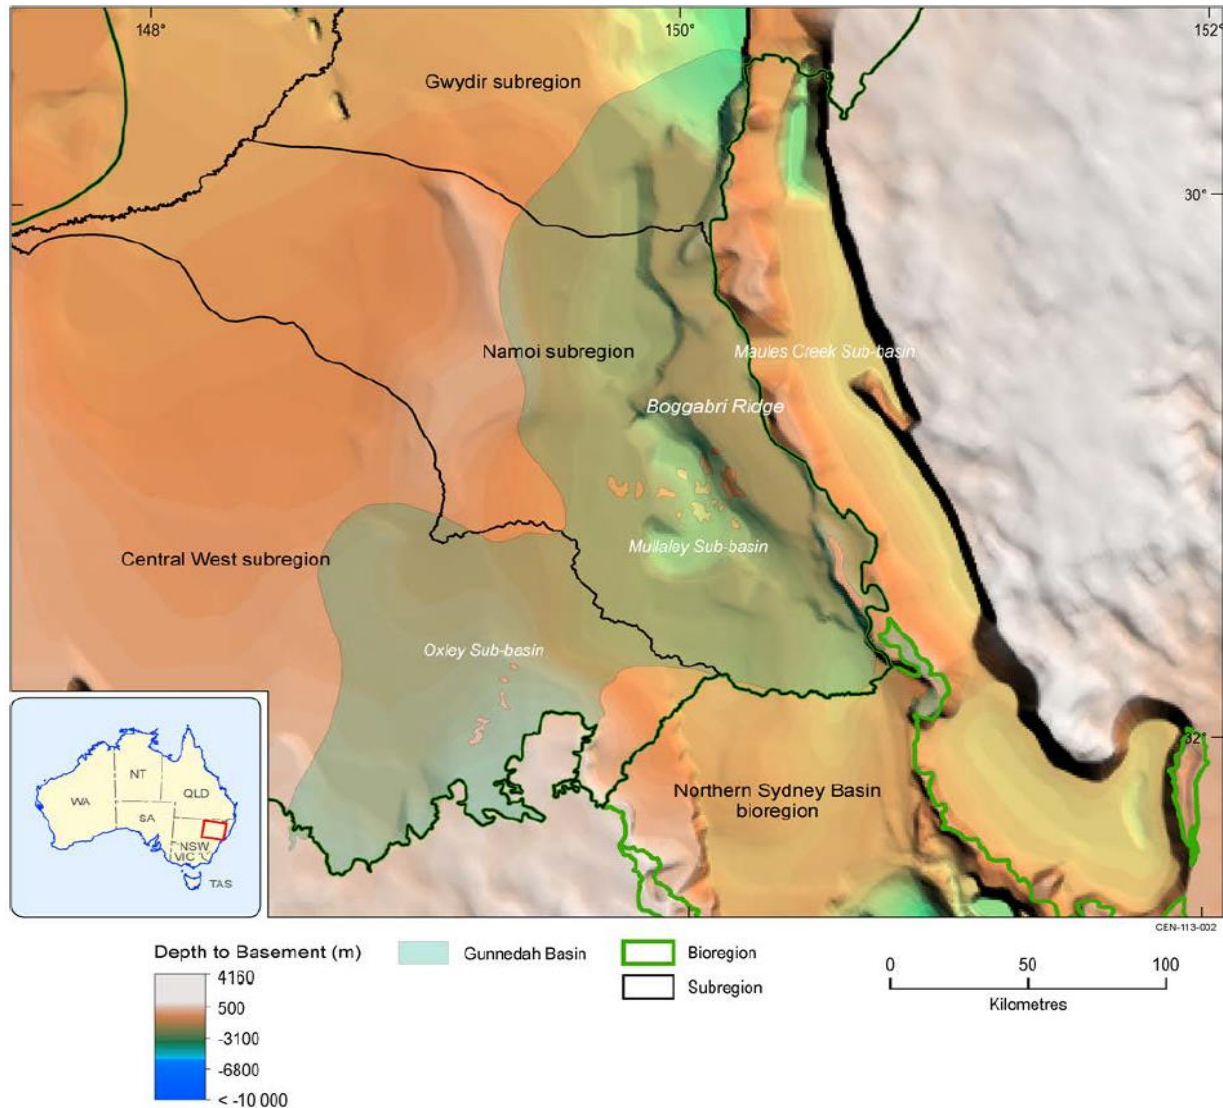 148°
150°
152°
Gwydir subregion
30°
Namoi subregion
Maules Creek Sub-basin
Boggabri Ridge
Mullaley Sub-basin
Central West subregion
Oxley Sub-basin
32°
Northern Sydney Basin
bioregion
WA
NT
QLD
SA
NSW
VIC
TAS
CEN-113-002
Depth to Basement (m)
4160
500
-3100
-6800
< -10 000
Gunnedah Basin
Bioregion
Subregion
0
50
100
Kilometres